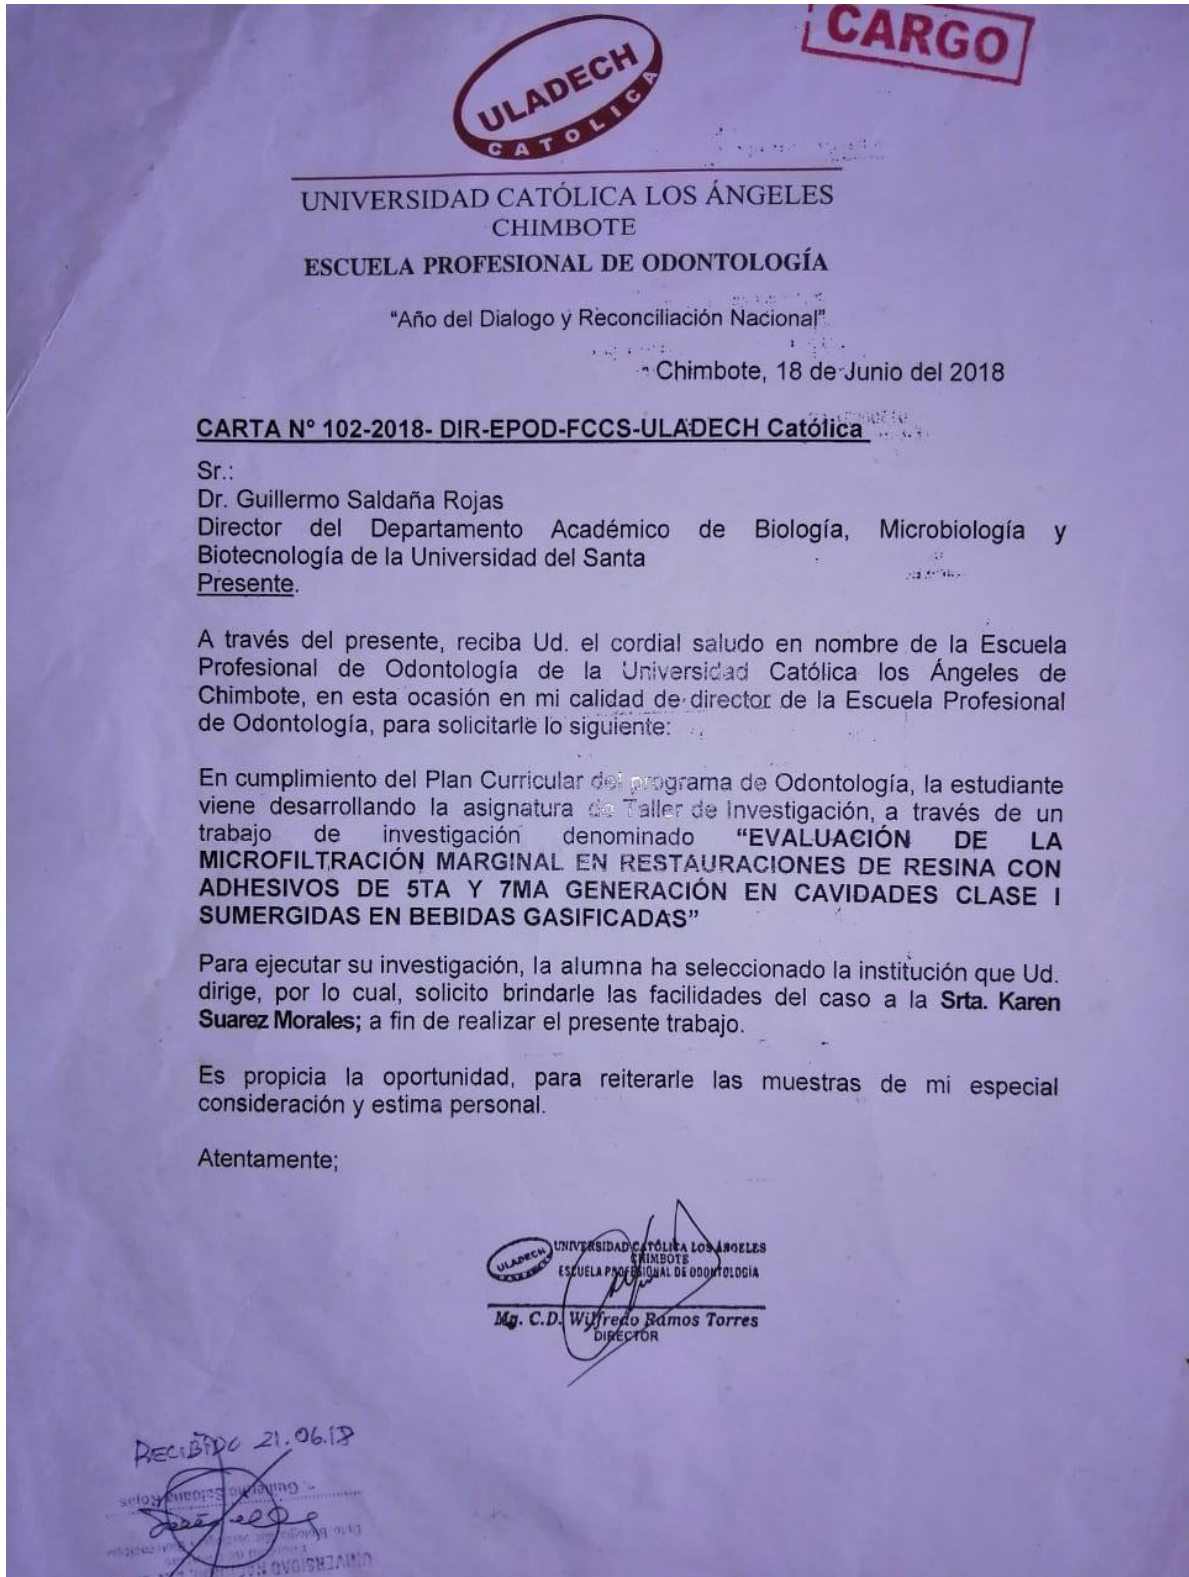 CARGO
ULADECH
CATOLICA
UNIVERSIDAD CATÓLICA LOS ÁNGELES
CHIMBOTE
ESCUELA PROFESIONAL DE ODONTOLOGÍA
“Año del Dialogo y Reconciliación Nacional”
Chimbote, 18 de Junio del 2018
CARTA N° 102-2018- DIR-EPOD-FCCS-ULADECH Católica
Sr.:
Dr. Guillermo Saldaña Rojas
Director del Departamento Académico de Biología, Microbiología y
Biotecnología de la Universidad del Santa
Presente.
A través del presente, reciba Ud. el cordial saludo en nombre de la Escuela
Profesional de Odontología de la Universidad Católica los Ángeles de
Chimbote, en esta ocasión en mi calidad de director de la Escuela Profesional
de Odontología, para solicitarle lo siguiente:
En cumplimiento del Plan Curricular del programa de Odontología, la estudiante
viene desarrollando la asignatura de Taller de Investigación, a través de un
trabajo de investigación denominado “EVALUACIÓN DE LA
MICROFILTRACIÓN MARGINAL EN RESTAURACIONES DE RESINA CON
ADHESIVOS DE 5TA Y 7MA GENERACIÓN EN CAVIDADES CLASE I
SUMERGIDAS EN BEBIDAS GASIFICADAS”
Para ejecutar su investigación, la alumna ha seleccionado la institución que Ud.
dirige, por lo cual, solicito brindarle las facilidades del caso a la Srta. Karen
Suarez Morales; a fin de realizar el presente trabajo.
Es propicia la oportunidad, para reiterarle las muestras de mi especial
consideración y estima personal.
Atentamente;
ULADECH
UNIVERSIDAD CATÓLICA LOS ÁNGELES
CHIMBOTE
ESCUELA PROFESIONAL DE ODONTOLOGÍA
Mg. C.D. Wilfredo Ramos Torres
DIRECTOR
RECIBIDO 21.06.18
Guillermo Saldaña Rojas
UNIVERSIDAD